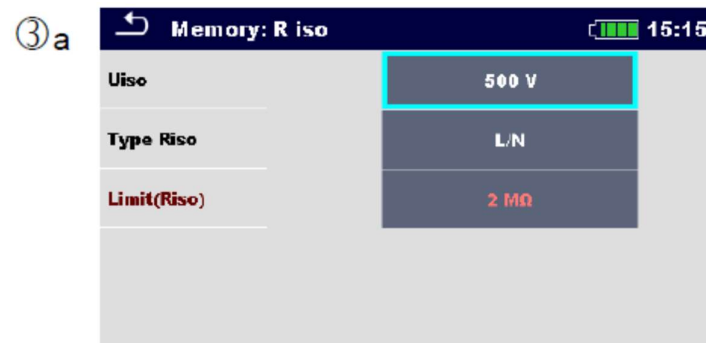 ③a
Memory: R iso 15:15
Uiso 500 V
Type Riso L/N
Limit(Riso) 2 MΩ